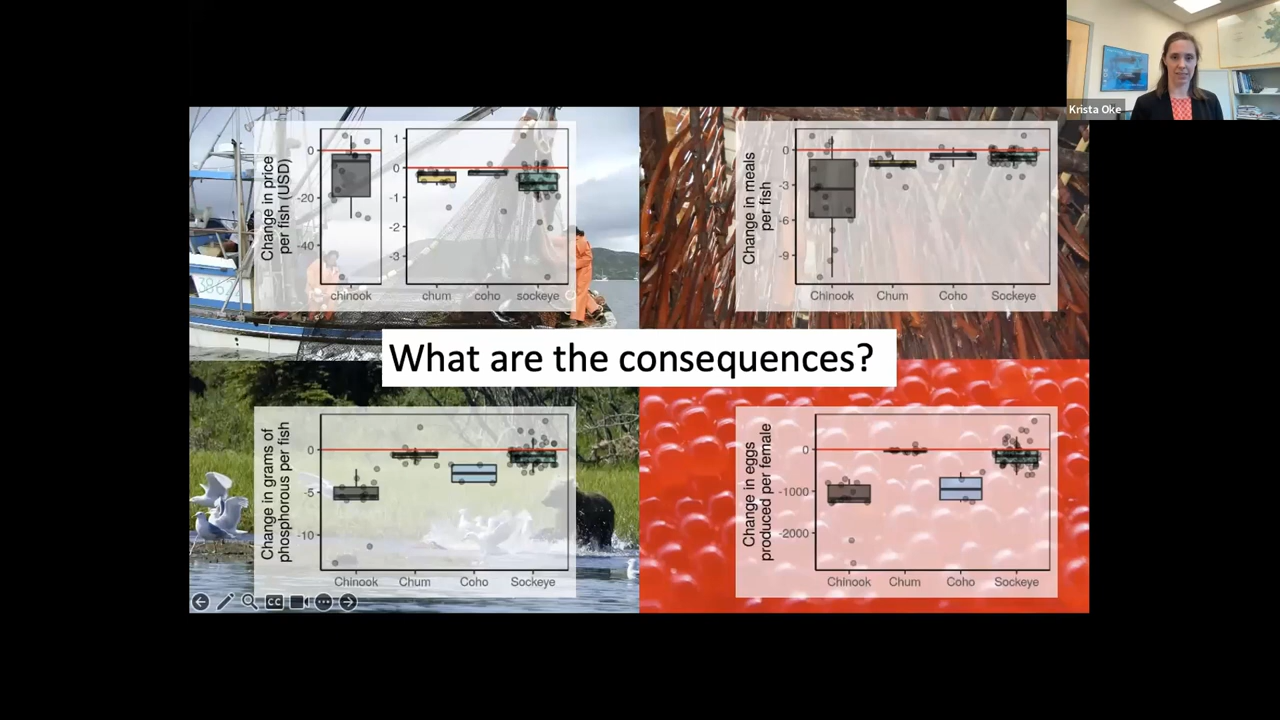 Krista Oke
Change in price
per fish (USD)
0
-20
-40
chinook
1
0
-1
-2
-3
chum
coho
sockeye
Change in meals
per fish
0
-3
-6
-9
Chinook
Chum
Coho
Sockeye
What are the consequences?
Change in grams of
phosphorous per fish
0
-5
-10
Chinook
Chum
Coho
Sockeye
Change in eggs
produced per female
0
-1000
-2000
Chinook
Chum
Coho
Sockeye
CC